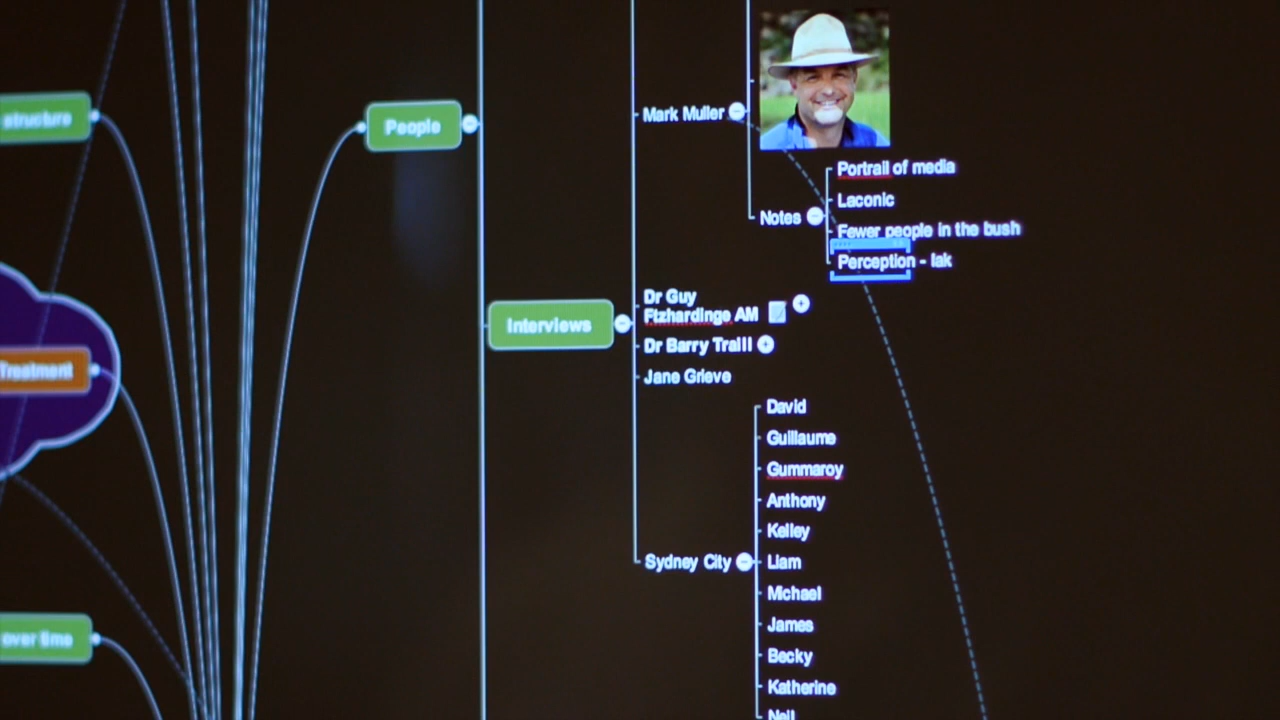 structure
People
Mark Muller
Portrait of media
Laconic
Notes
Fewer people in the bush
Perception - lak
Dr Guy
Ftzhardinge AM
Interviews
Dr Barry Traill
Treatment
Jane Grieve
David
Guillaume
Gummaroy
Anthony
Kelley
Sydney City
Liam
Michael
James
over time
Becky
Katherine
Neil